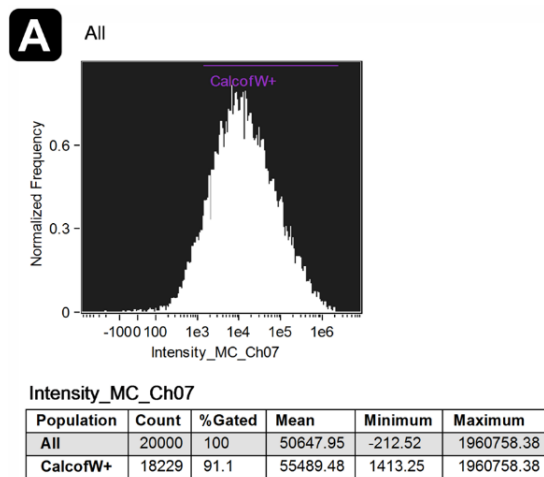 A
All
CalcofW+
0.6
0.3
0
Normalized Frequency
-1000 100 1e3 1e4 1e5 1e6
Intensity_MC_Ch07
Intensity_MC_Ch07
Population Count %Gated Mean Minimum Maximum
All 20000 100 50647.95 -212.52 1960758.38
CalcofW+ 18229 91.1 55489.48 1413.25 1960758.38